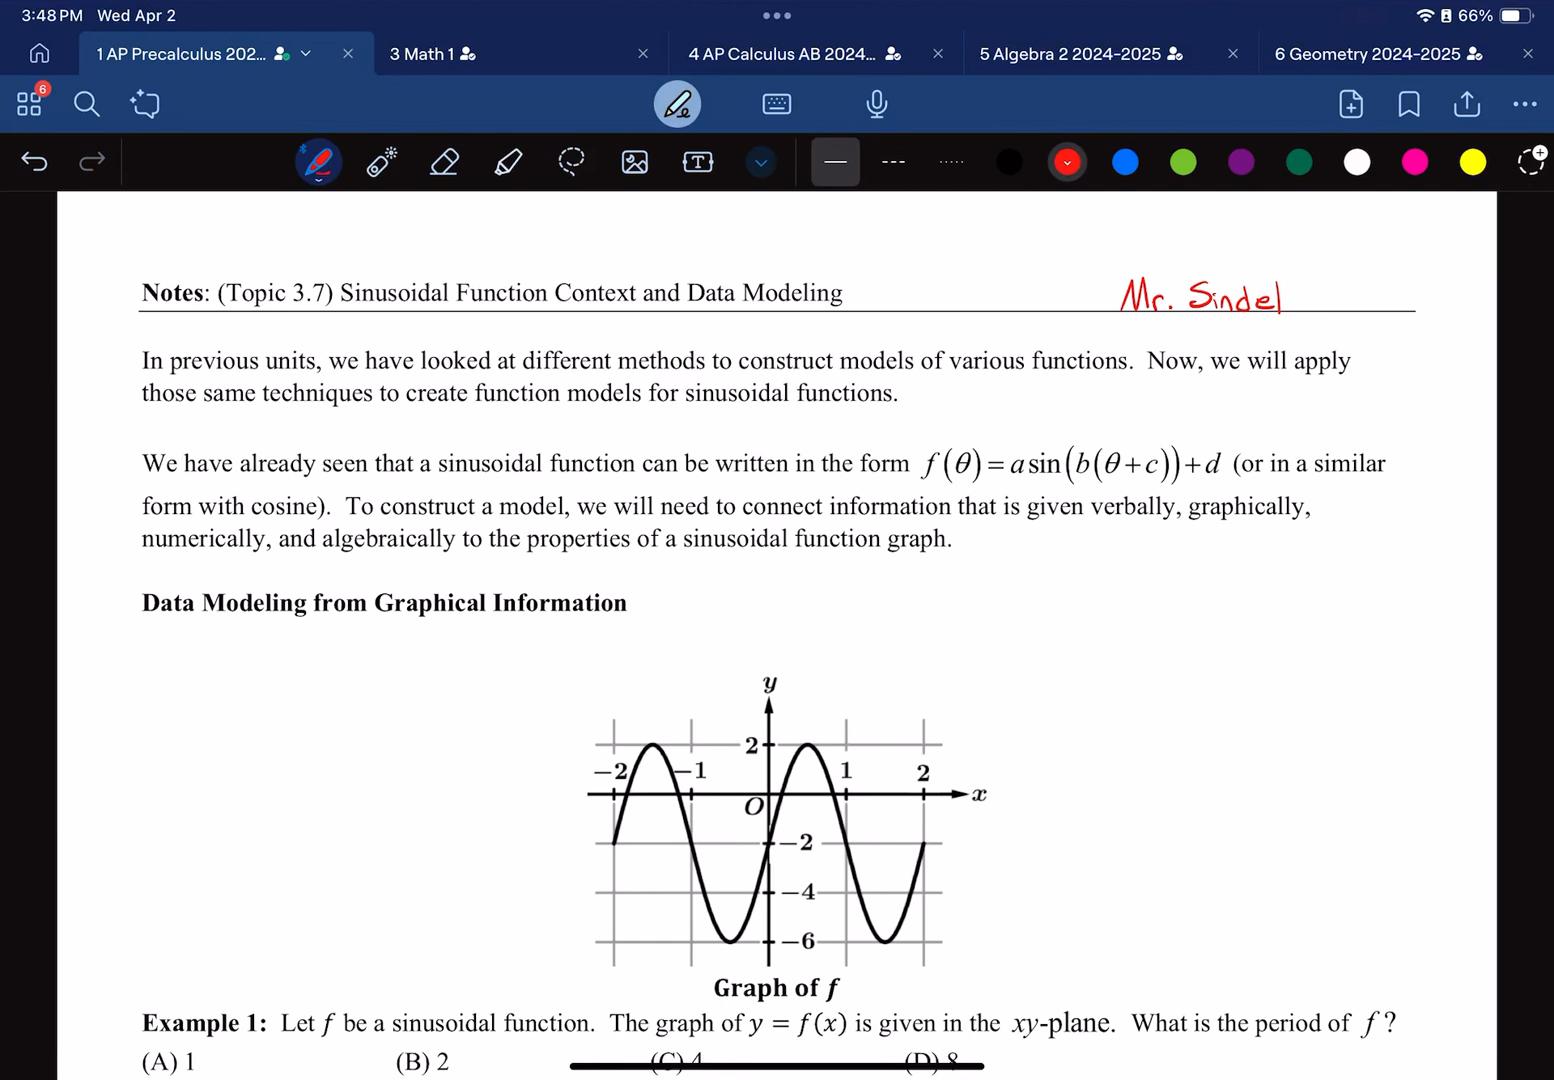 3:48 PM Wed Apr 2
66%
1 AP Precalculus 202...
3 Math 1
4 AP Calculus AB 2024...
5 Algebra 2 2024-2025
6 Geometry 2024-2025
6
T
Notes: (Topic 3.7) Sinusoidal Function Context and Data Modeling
Mr. Sindel
In previous units, we have looked at different methods to construct models of various functions. Now, we will apply
those same techniques to create function models for sinusoidal functions.
We have already seen that a sinusoidal function can be written in the form f(θ) = a sin(b(θ+c))+d (or in a similar
form with cosine). To construct a model, we will need to connect information that is given verbally, graphically,
numerically, and algebraically to the properties of a sinusoidal function graph.
Data Modeling from Graphical Information
y
2
−2 −1 1 2
O x
−2
−4
−6
Graph of f
Example 1: Let f be a sinusoidal function. The graph of y = f(x) is given in the xy-plane. What is the period of f?
(A) 1 (B) 2 (C) 4 (D) 8